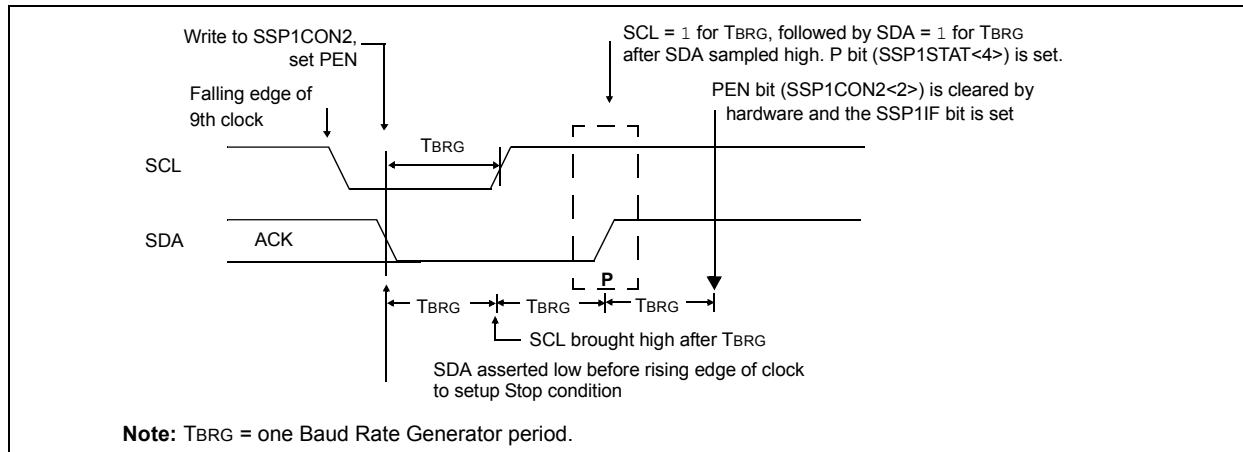 Write to SSP1CON2,
set PEN
SCL = 1 for TBRG, followed by SDA = 1 for TBRG
after SDA sampled high. P bit (SSP1STAT<4>) is set.
Falling edge of
9th clock
PEN bit (SSP1CON2<2>) is cleared by
hardware and the SSP1IF bit is set
TBRG
SCL
SDA
ACK
P
TBRG
TBRG
TBRG
SCL brought high after TBRG
SDA asserted low before rising edge of clock
to setup Stop condition
Note: TBRG = one Baud Rate Generator period.